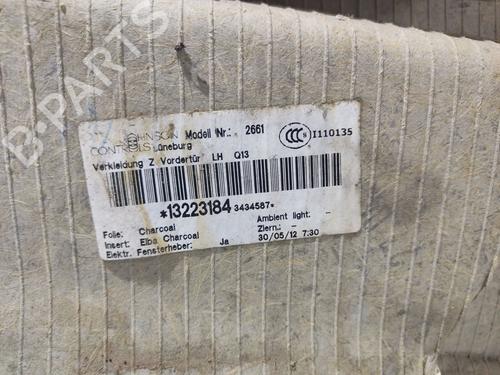 JOHNSON Modell Nr.: 2661
CONTROLS Lüneburg
CCC S I110135
Verkleidung Z Vordertür LH Q13
*13223184 3434587*
Folie: Charcoal Ambient light: -
Insert: Elba Charcoal Ziern.: -
Elektr. Fensterheber: Ja 30/05/12 7:30